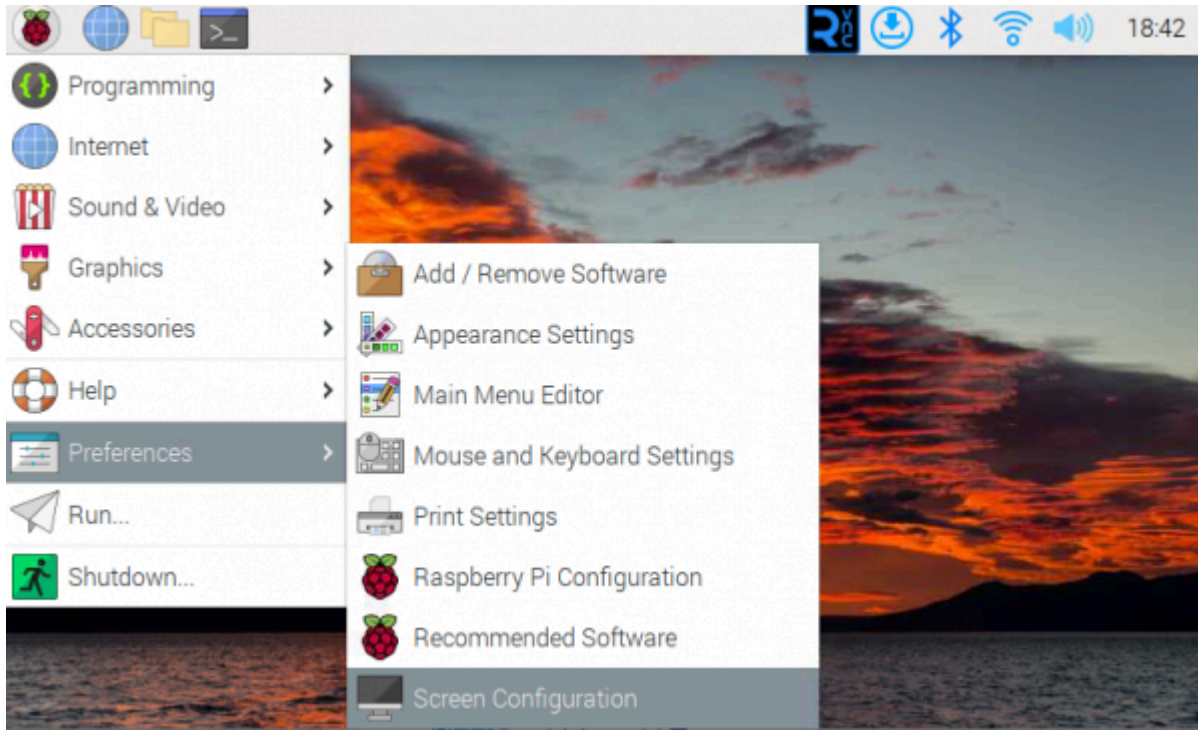 VNC
18:42
Programming
Internet
Sound & Video
Graphics
Accessories
Help
Preferences
Run...
Shutdown...
Add / Remove Software
Appearance Settings
Main Menu Editor
Mouse and Keyboard Settings
Print Settings
Raspberry Pi Configuration
Recommended Software
Screen Configuration